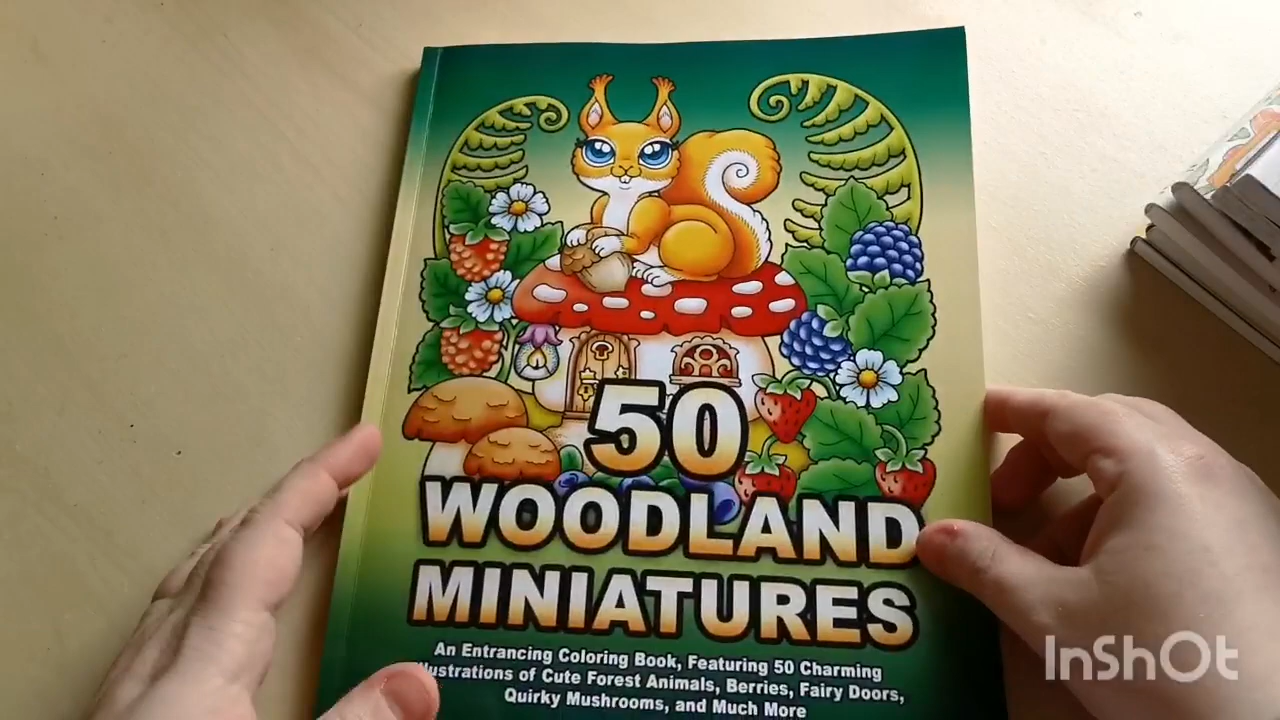 50
WOODLAND
MINIATURES
An Entrancing Coloring Book, Featuring 50 Charming
Illustrations of Cute Forest Animals, Berries, Fairy Doors,
Quirky Mushrooms, and Much More
InShOt